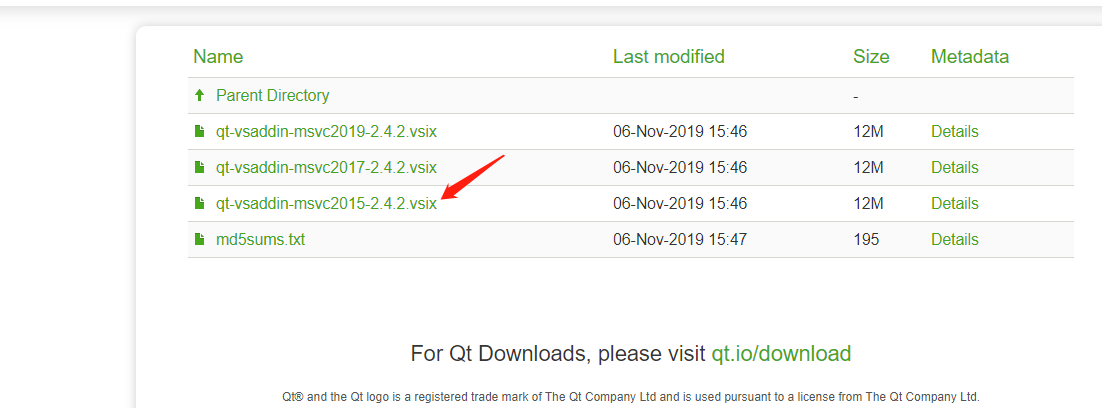 Name Last modified Size Metadata
Parent Directory -
qt-vsaddin-msvc2019-2.4.2.vsix 06-Nov-2019 15:46 12M Details
qt-vsaddin-msvc2017-2.4.2.vsix 06-Nov-2019 15:46 12M Details
qt-vsaddin-msvc2015-2.4.2.vsix 06-Nov-2019 15:46 12M Details
md5sums.txt 06-Nov-2019 15:47 195 Details
For Qt Downloads, please visit qt.io/download
Qt® and the Qt logo is a registered trade mark of The Qt Company Ltd and is used pursuant to a license from The Qt Company Ltd.